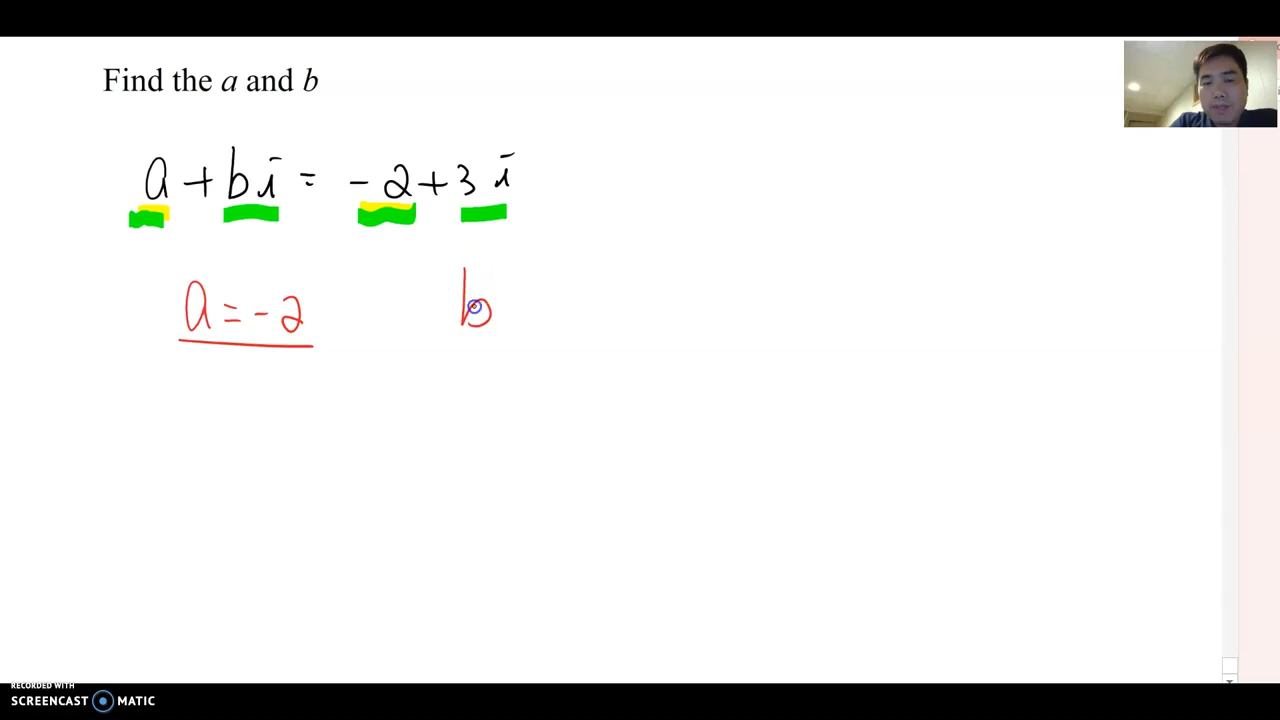 Find the a and b
a + bi = -2 + 3i
a = -2 b
RECORDED WITH
SCREENCAST MATIC